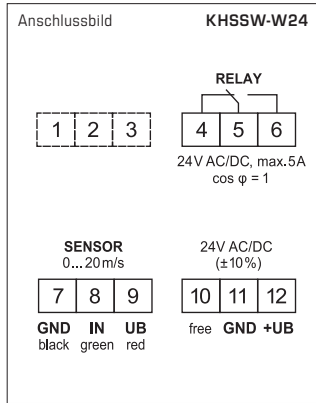 Anschlussbild KHSSW-W24
RELAY
1 2 3 4 5 6
24V AC/DC, max.5A
cos φ = 1
SENSOR 24V AC/DC
0...20m/s (±10%)
7 8 9 10 11 12
GND IN UB free GND +UB
black green red